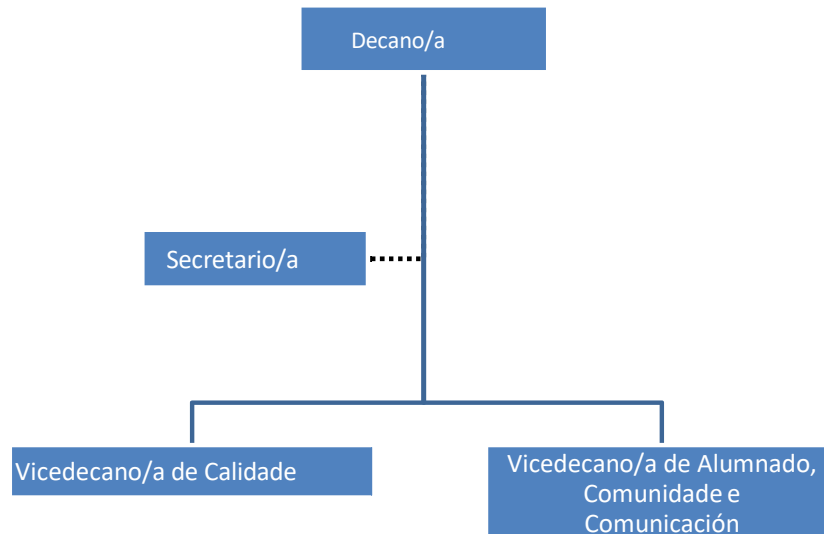 Decano/a
Secretario/a
Vicedecano/a de Calidade
Vicedecano/a de Alumnado,
Comunidade e
Comunicación